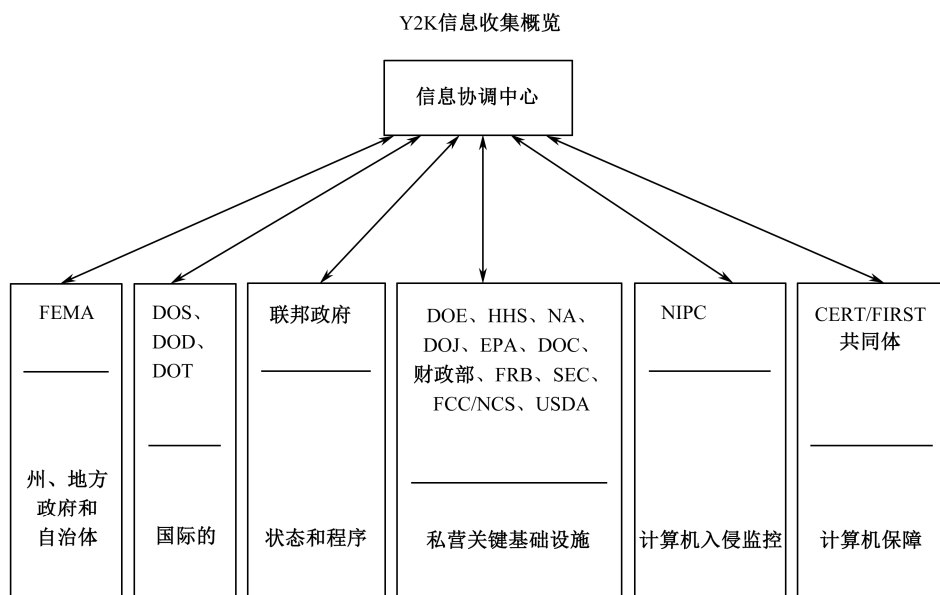 Y2K信息收集概览
信息协调中心
FEMA
州、地方
政府和
自治体
DOS、
DOD、
DOT
国际的
联邦政府
状态和程序
DOE、HHS、NA、
DOJ、EPA、DOC、
财政部、FRB、SEC、
FCC/NCS、USDA
私营关键基础设施
NIPC
计算机入侵监控
CERT/FIRST
共同体
计算机保障